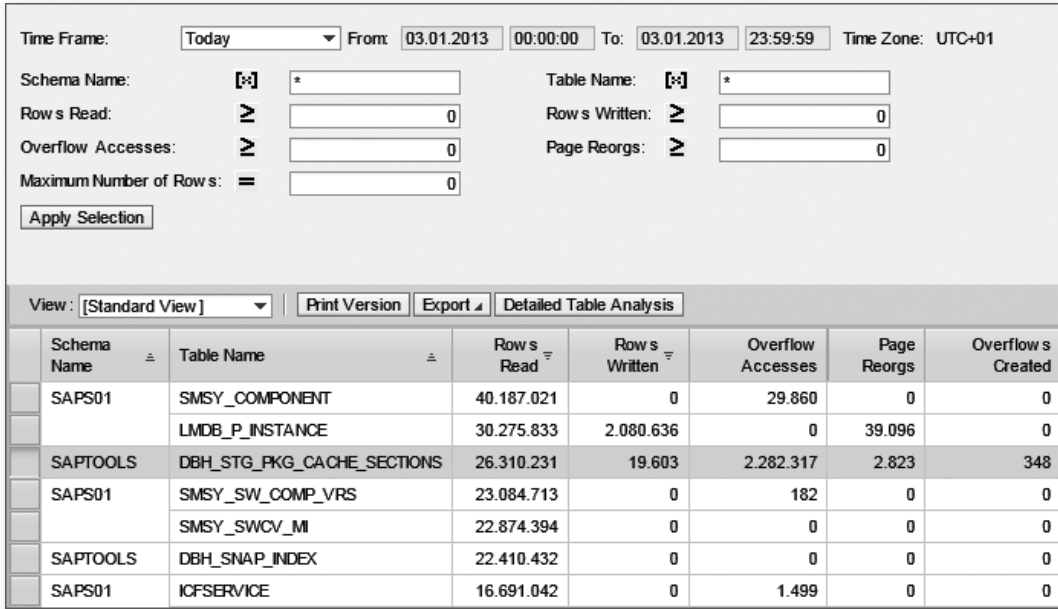 Time Frame: Today From: 03.01.2013 00:00:00 To: 03.01.2013 23:59:59 Time Zone: UTC+01
Schema Name: [×] * Table Name: [×] *
Rows Read: ≥ 0 Rows Written: ≥ 0
Overflow Accesses: ≥ 0 Page Reorgs: ≥ 0
Maximum Number of Rows: = 0
Apply Selection
View: [Standard View] Print Version Export Detailed Table Analysis
Schema Name Table Name Rows Read Rows Written Overflow Accesses Page Reorgs Overflows Created
SAPS01 SMSY_COMPONENT 40.187.021 0 29.860 0 0
LMDB_P_INSTANCE 30.275.833 2.080.636 0 39.096 0
SAPTOOLS DBH_STG_PKG_CACHE_SECTIONS 26.310.231 19.603 2.282.317 2.823 348
SAPS01 SMSY_SW_COMP_VRS 23.084.713 0 182 0 0
SMSY_SWCV_MI 22.874.394 0 0 0 0
SAPTOOLS DBH_SNAP_INDEX 22.410.432 0 0 0 0
SAPS01 ICFSERVICE 16.691.042 0 1.499 0 0